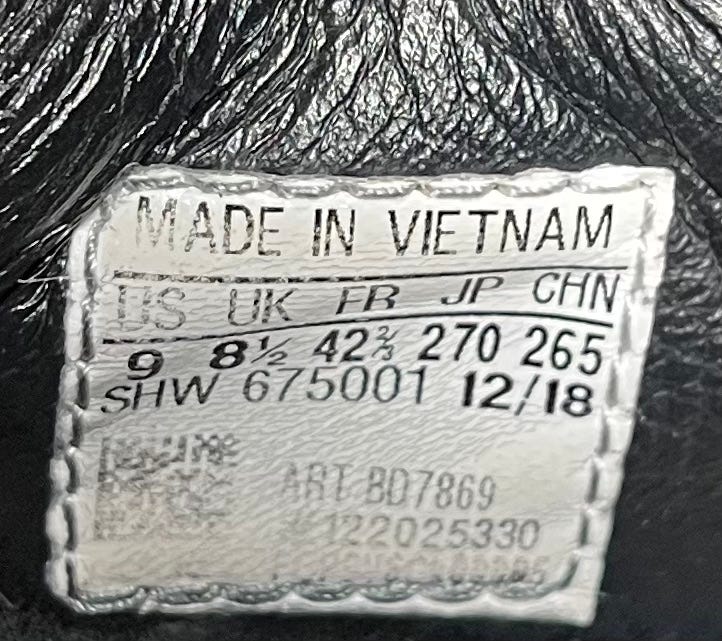 MADE IN VIETNAM
US UK FR JP CHN
9 8½ 42⅔ 270 265
SHW 675001 12/18
ART BD7869
# 122025330